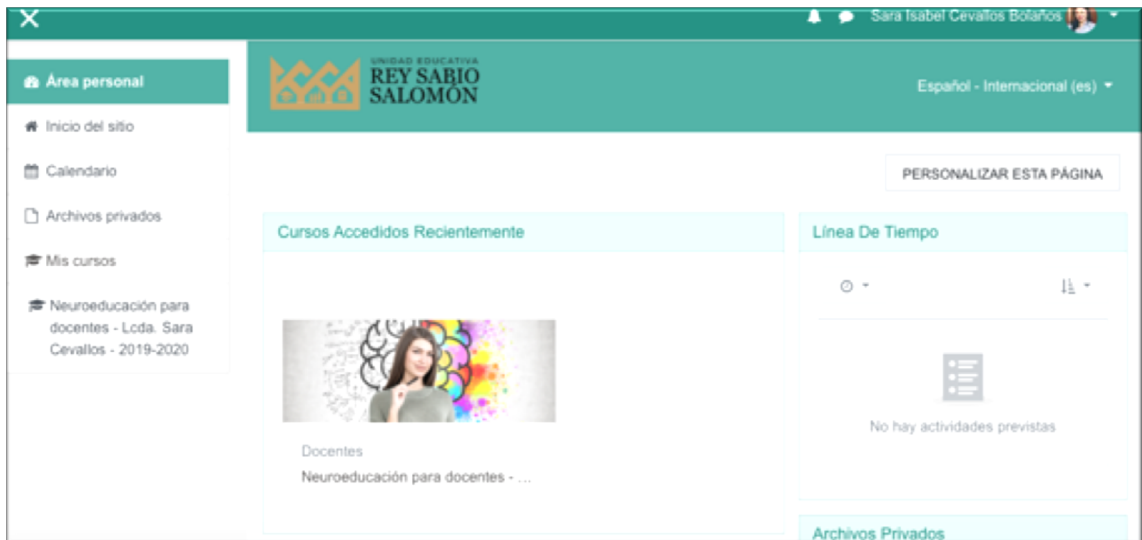 Sara Isabel Cevallos Bolaños
Área personal
Inicio del sitio
Calendario
Archivos privados
Mis cursos
Neuroeducación para
docentes - Lcda. Sara
Cevallos - 2019-2020
UNIDAD EDUCATIVA
REY SABIO
SALOMÓN
Español - Internacional (es)
PERSONALIZAR ESTA PÁGINA
Cursos Accedidos Recientemente
Docentes
Neuroeducación para docentes - ...
Línea De Tiempo
No hay actividades previstas
Archivos Privados